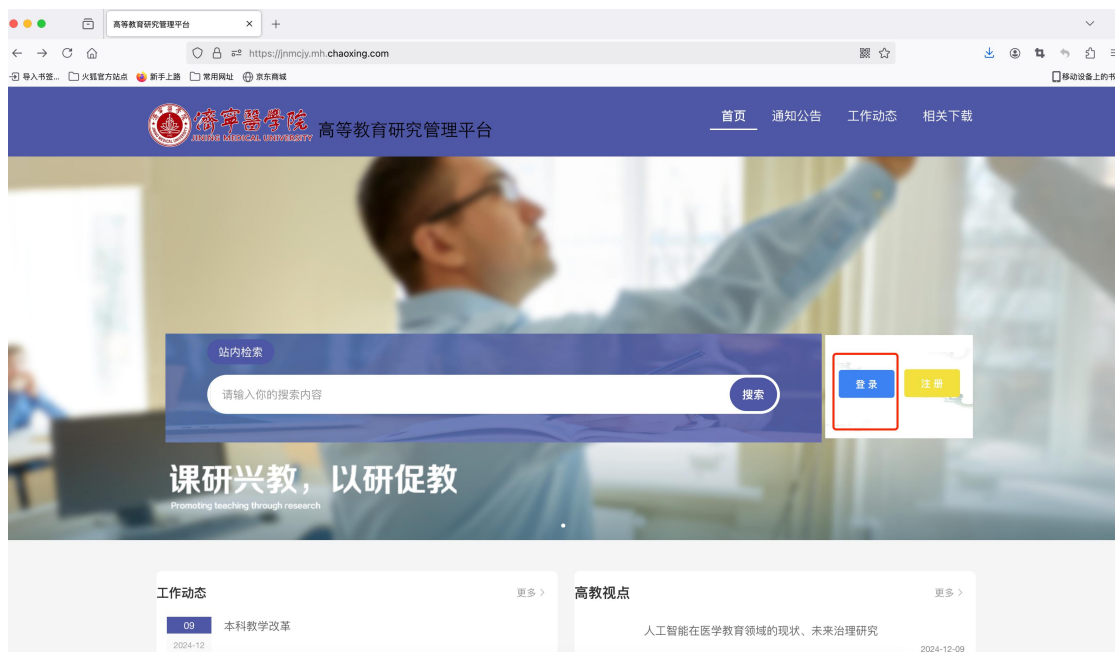 高等教育研究管理平台
https://jnmcjy.mh.chaoxing.com
导入书签... 火狐官方站点 新手上路 常用网址 京东商城 移动设备上的书
濟寧醫學院 高等教育研究管理平台
JINING MEDICAL UNIVERSITY
首页 通知公告 工作动态 相关下载
站内检索
请输入你的搜索内容 搜索
登录 注册
课研兴教，以研促教
Promoting teaching through research
工作动态 更多
高教视点 更多
09 本科教学改革
2024-12
人工智能在医学教育领域的现状、未来治理研究
2024-12-09